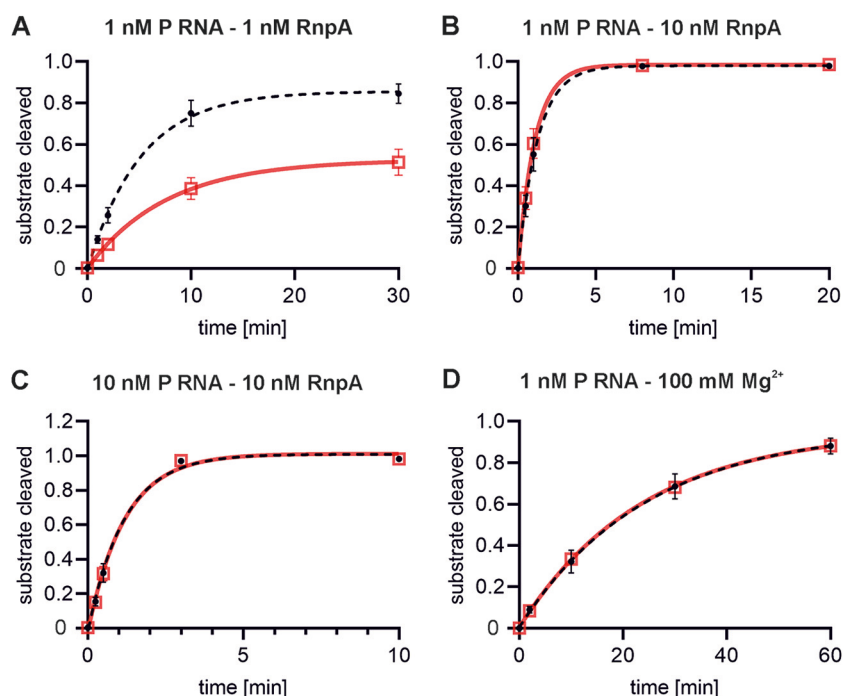 A
1 nM P RNA - 1 nM RnpA
substrate cleaved
1.0
0.8
0.6
0.4
0.2
0
0
10
20
30
time [min]
B
1 nM P RNA - 10 nM RnpA
substrate cleaved
1.0
0.8
0.6
0.4
0.2
0
0
5
10
15
20
time [min]
C
10 nM P RNA - 10 nM RnpA
substrate cleaved
1.2
1.0
0.8
0.6
0.4
0.2
0
0
5
10
time [min]
D
1 nM P RNA - 100 mM Mg²⁺
substrate cleaved
1.0
0.8
0.6
0.4
0.2
0
0
20
40
60
time [min]